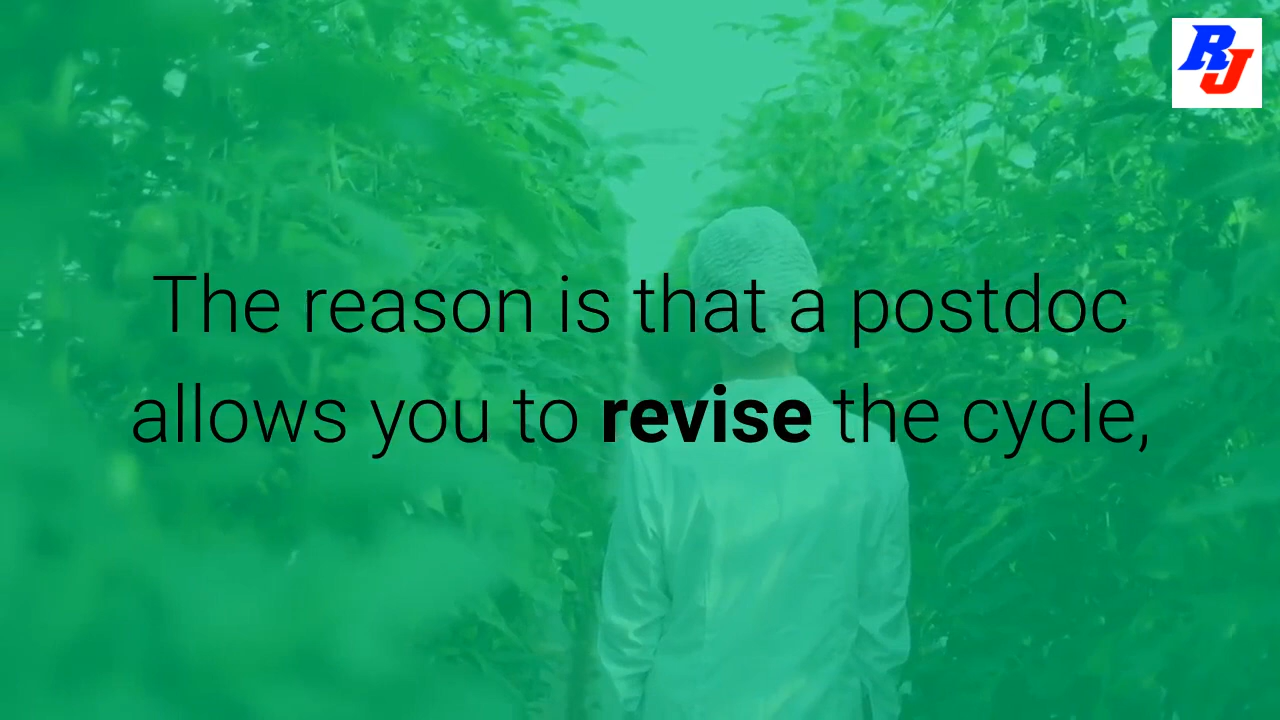 RJ
The reason is that a postdoc
allows you to revise the cycle,